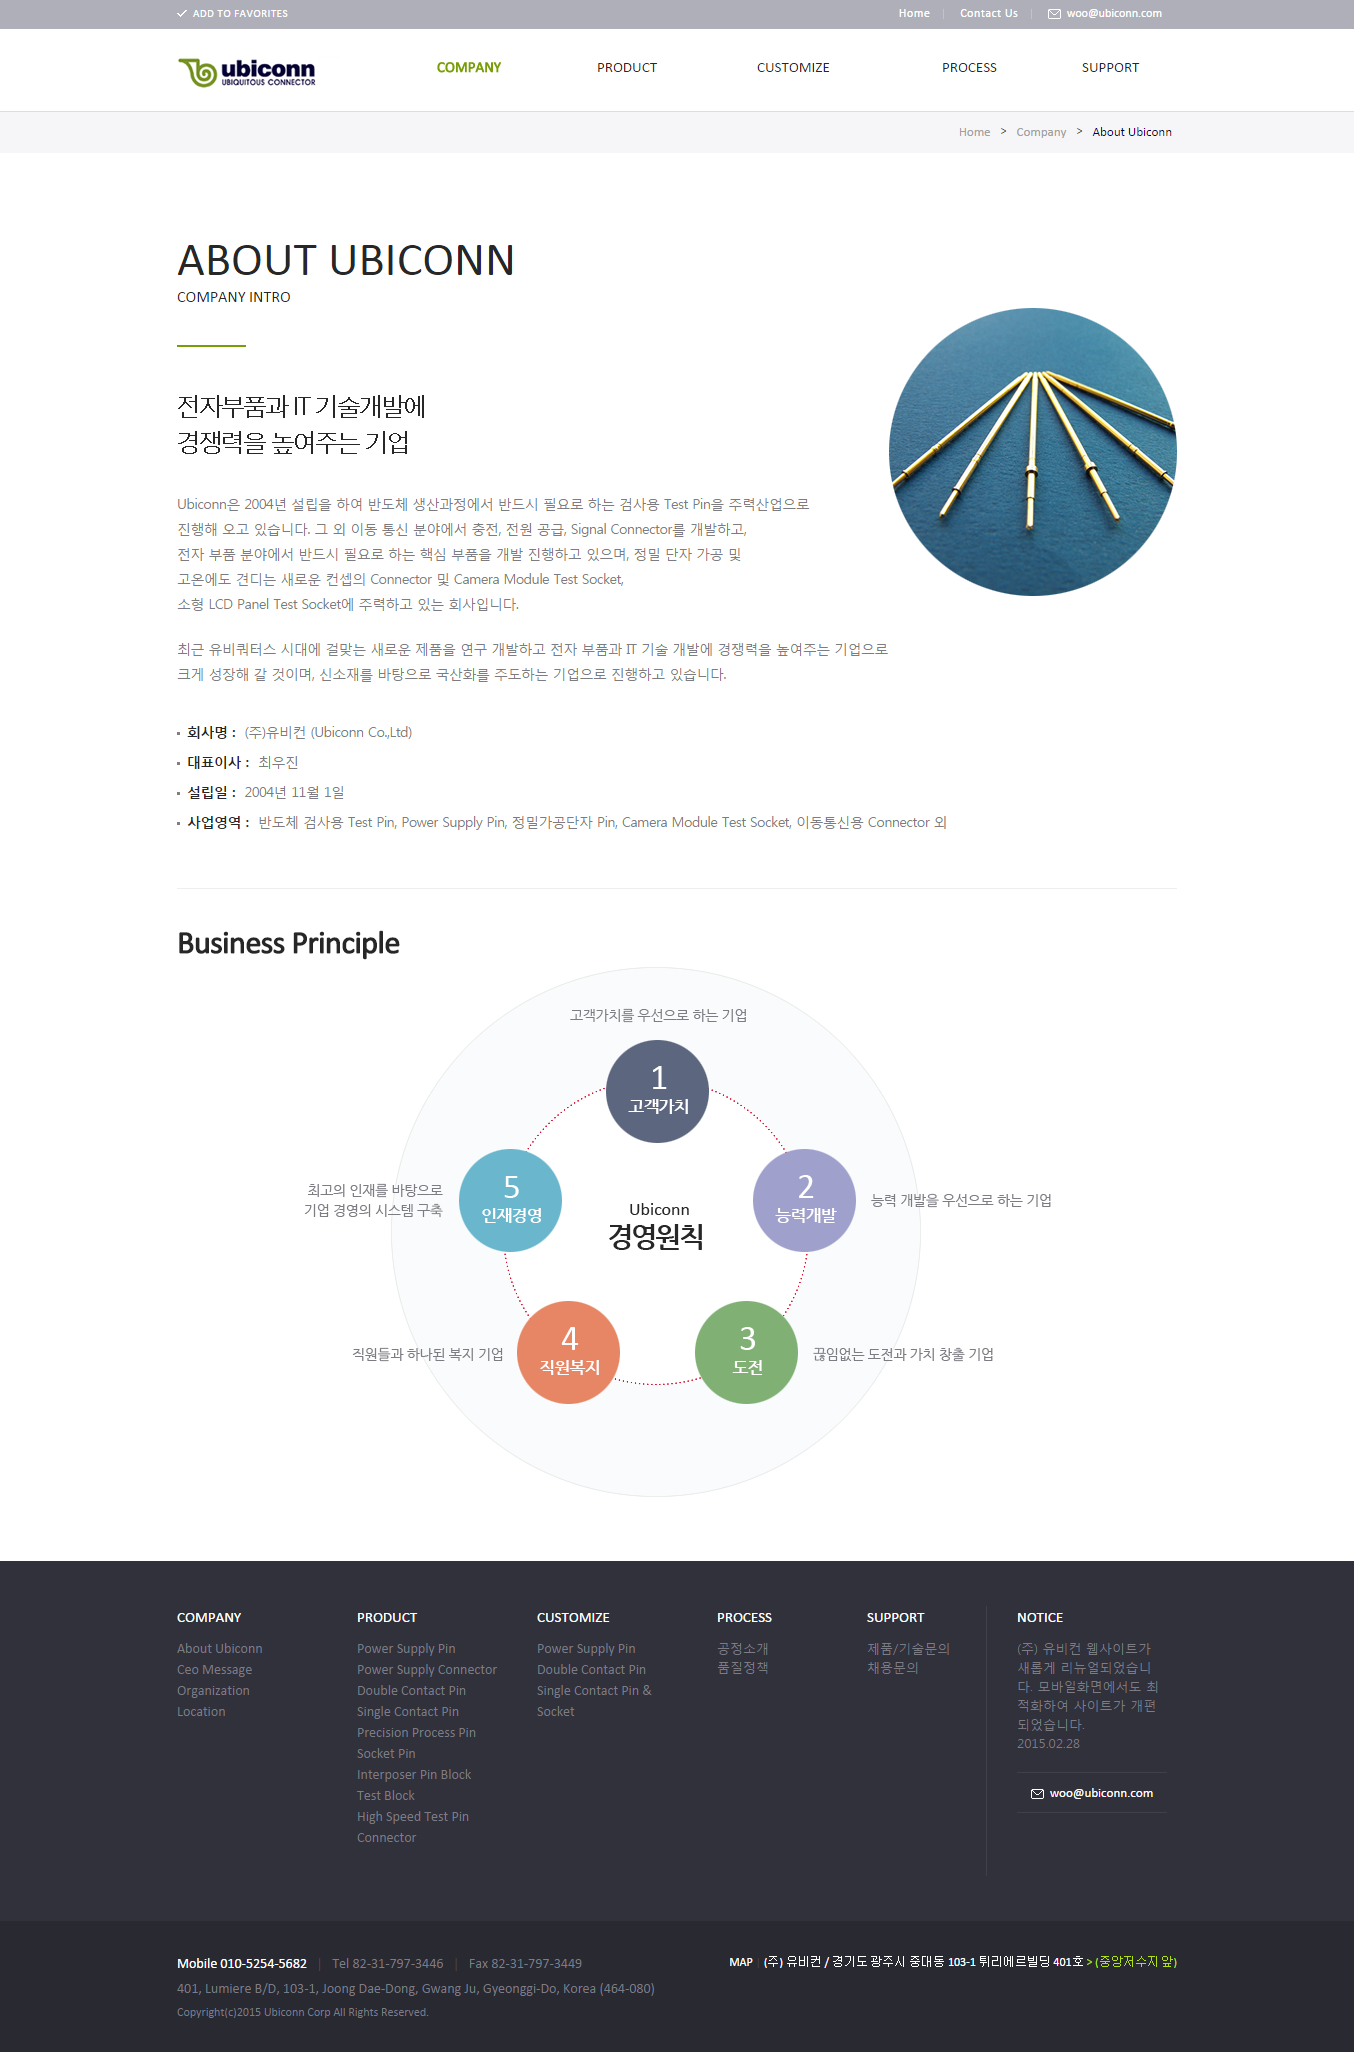 ADD TO FAVORITES
Home | Contact Us | woo@ubiconn.com
ubiconn
UBIQUITOUS CONNECTOR
COMPANY PRODUCT CUSTOMIZE PROCESS SUPPORT
Home > Company > About Ubiconn
ABOUT UBICONN
COMPANY INTRO
전자부품과 IT 기술개발에
경쟁력을 높여주는 기업
Ubiconn은 2004년 설립을 하여 반도체 생산과정에서 반드시 필요로 하는 검사용 Test Pin을 주력산업으로
진행해 오고 있습니다. 그 외 이동 통신 분야에서 충전, 전원 공급, Signal Connector를 개발하고,
전자 부품 분야에서 반드시 필요로 하는 핵심 부품을 개발 진행하고 있으며, 정밀 단자 가공 및
고온에도 견디는 새로운 컨셉의 Connector 및 Camera Module Test Socket,
소형 LCD Panel Test Socket에 주력하고 있는 회사입니다.
최근 유비쿼터스 시대에 걸맞는 새로운 제품을 연구 개발하고 전자 부품과 IT 기술 개발에 경쟁력을 높여주는 기업으로
크게 성장해 갈 것이며, 신소재를 바탕으로 국산화를 주도하는 기업으로 진행하고 있습니다.
회사명 : (주)유비컨 (Ubiconn Co.,Ltd)
대표이사 : 최우진
설립일 : 2004년 11월 1일
사업영역 : 반도체 검사용 Test Pin, Power Supply Pin, 정밀가공단자 Pin, Camera Module Test Socket, 이동통신용 Connector 외
Business Principle
고객가치를 우선으로 하는 기업
1
고객가치
2
능력개발
능력 개발을 우선으로 하는 기업
3
도전
끊임없는 도전과 가치 창출 기업
4
직원복지
직원들과 하나된 복지 기업
5
인재경영
최고의 인재를 바탕으로
기업 경영의 시스템 구축
Ubiconn
경영원칙
COMPANY
About Ubiconn
Ceo Message
Organization
Location
PRODUCT
Power Supply Pin
Power Supply Connector
Double Contact Pin
Single Contact Pin
Precision Process Pin
Socket Pin
Interposer Pin Block
Test Block
High Speed Test Pin
Connector
CUSTOMIZE
Power Supply Pin
Double Contact Pin
Single Contact Pin &
Socket
PROCESS
공정소개
품질정책
SUPPORT
제품/기술문의
채용문의
NOTICE
(주) 유비컨 웹사이트가
새롭게 리뉴얼되었습니
다. 모바일화면에서도 최
적화하여 사이트가 개편
되었습니다.
2015.02.28
woo@ubiconn.com
Mobile 010-5254-5682 | Tel 82-31-797-3446 | Fax 82-31-797-3449
401, Lumiere B/D, 103-1, Joong Dae-Dong, Gwang Ju, Gyeonggi-Do, Korea (464-080)
Copyright(c)2015 Ubiconn Corp All Rights Reserved.
MAP | (주) 유비컨 / 경기도 광주시 중대동 103-1 뤼미에르빌딩 401호 > (중앙저수지 앞)